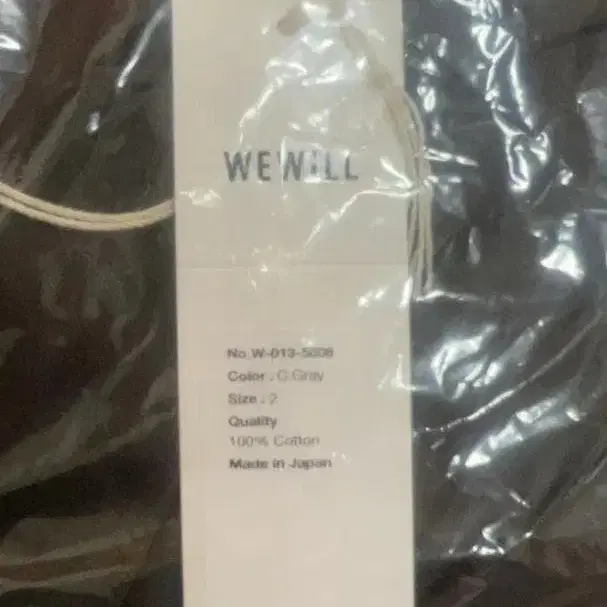 WEWILL
No. W-013-5008
Color : C.Gray
Size : 2
Quality
100% Cotton
Made in Japan